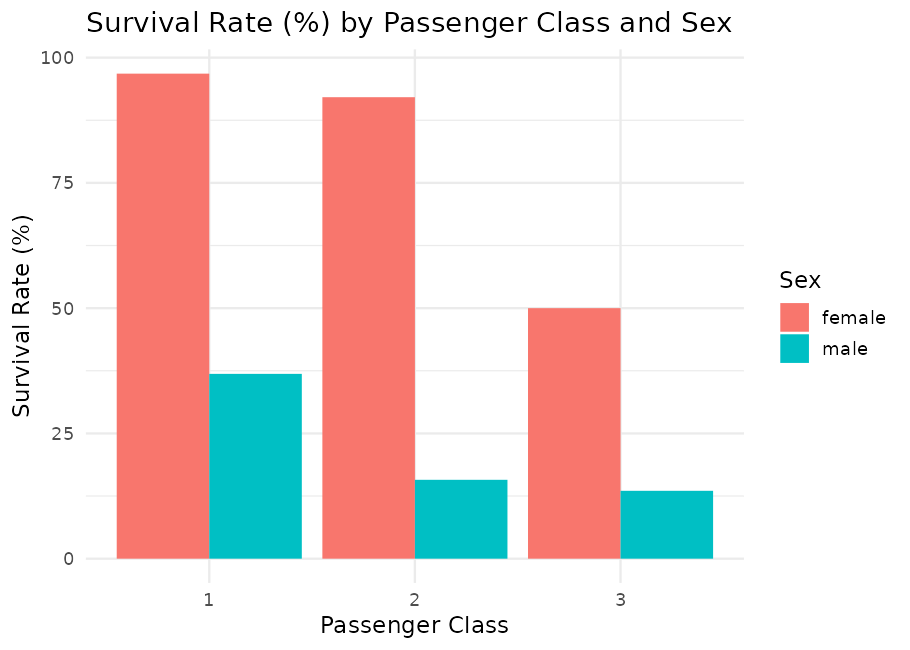 Survival Rate (%) by Passenger Class and Sex
100
75
50
25
0
Survival Rate (%)
1 2 3
Passenger Class
Sex
female
male